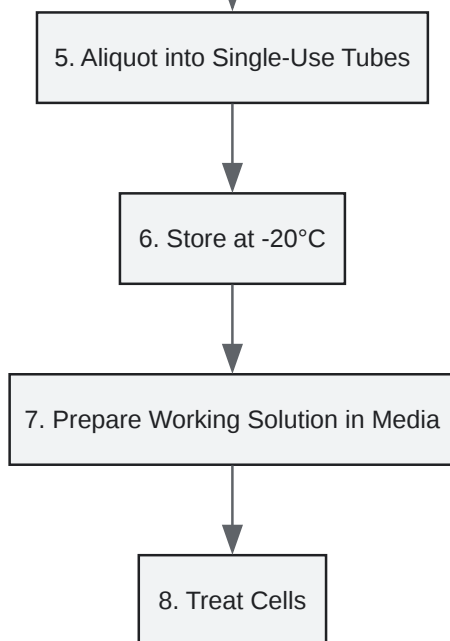 5. Aliquot into Single-Use Tubes
6. Store at -20°C
7. Prepare Working Solution in Media
8. Treat Cells